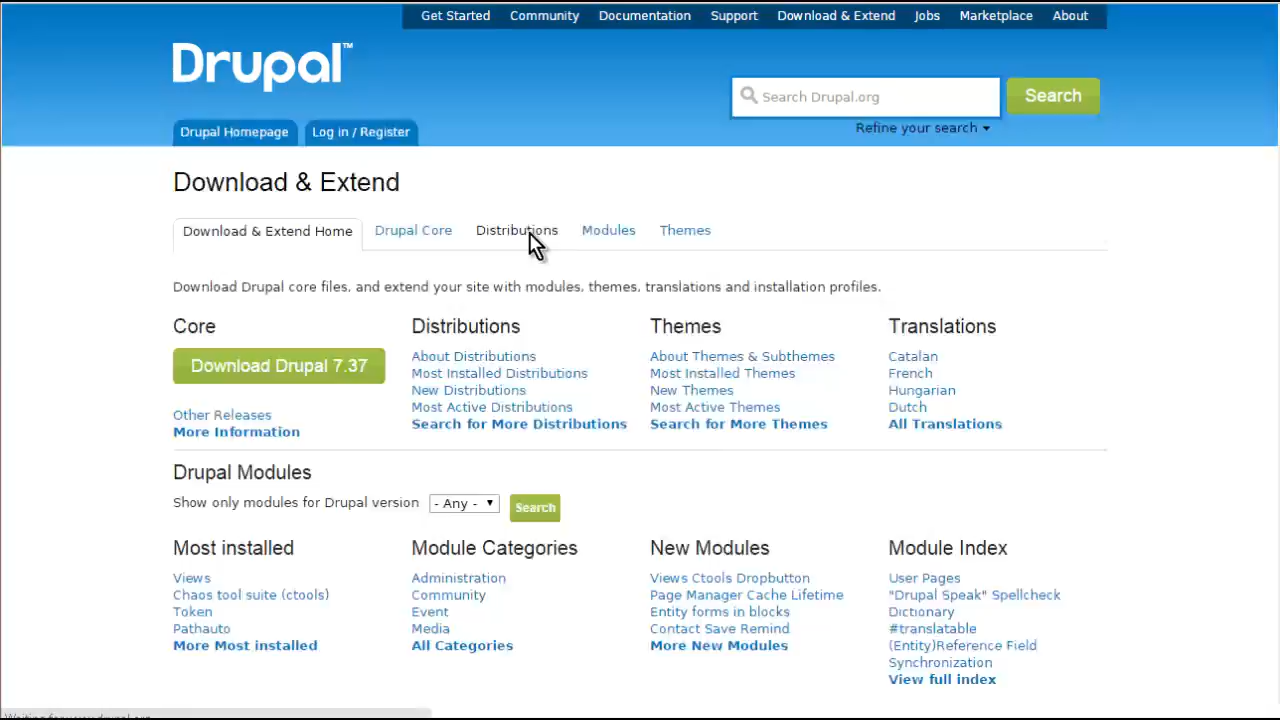 Get Started Community Documentation Support Download & Extend Jobs Marketplace About
Drupal™
Search Drupal.org Search
Refine your search
Drupal Homepage Log in / Register
Download & Extend
Download & Extend Home Drupal Core Distributions Modules Themes
Download Drupal core files, and extend your site with modules, themes, translations and installation profiles.
Core
Download Drupal 7.37
Other Releases
More Information
Distributions
About Distributions
Most Installed Distributions
New Distributions
Most Active Distributions
Search for More Distributions
Themes
About Themes & Subthemes
Most Installed Themes
New Themes
Most Active Themes
Search for More Themes
Translations
Catalan
French
Hungarian
Dutch
All Translations
Drupal Modules
Show only modules for Drupal version - Any - Search
Most installed
Views
Chaos tool suite (ctools)
Token
Pathauto
More Most installed
Module Categories
Administration
Community
Event
Media
All Categories
New Modules
Views Ctools Dropbutton
Page Manager Cache Lifetime
Entity forms in blocks
Contact Save Remind
More New Modules
Module Index
User Pages
"Drupal Speak" Spellcheck
Dictionary
#translatable
(Entity)Reference Field
Synchronization
View full index